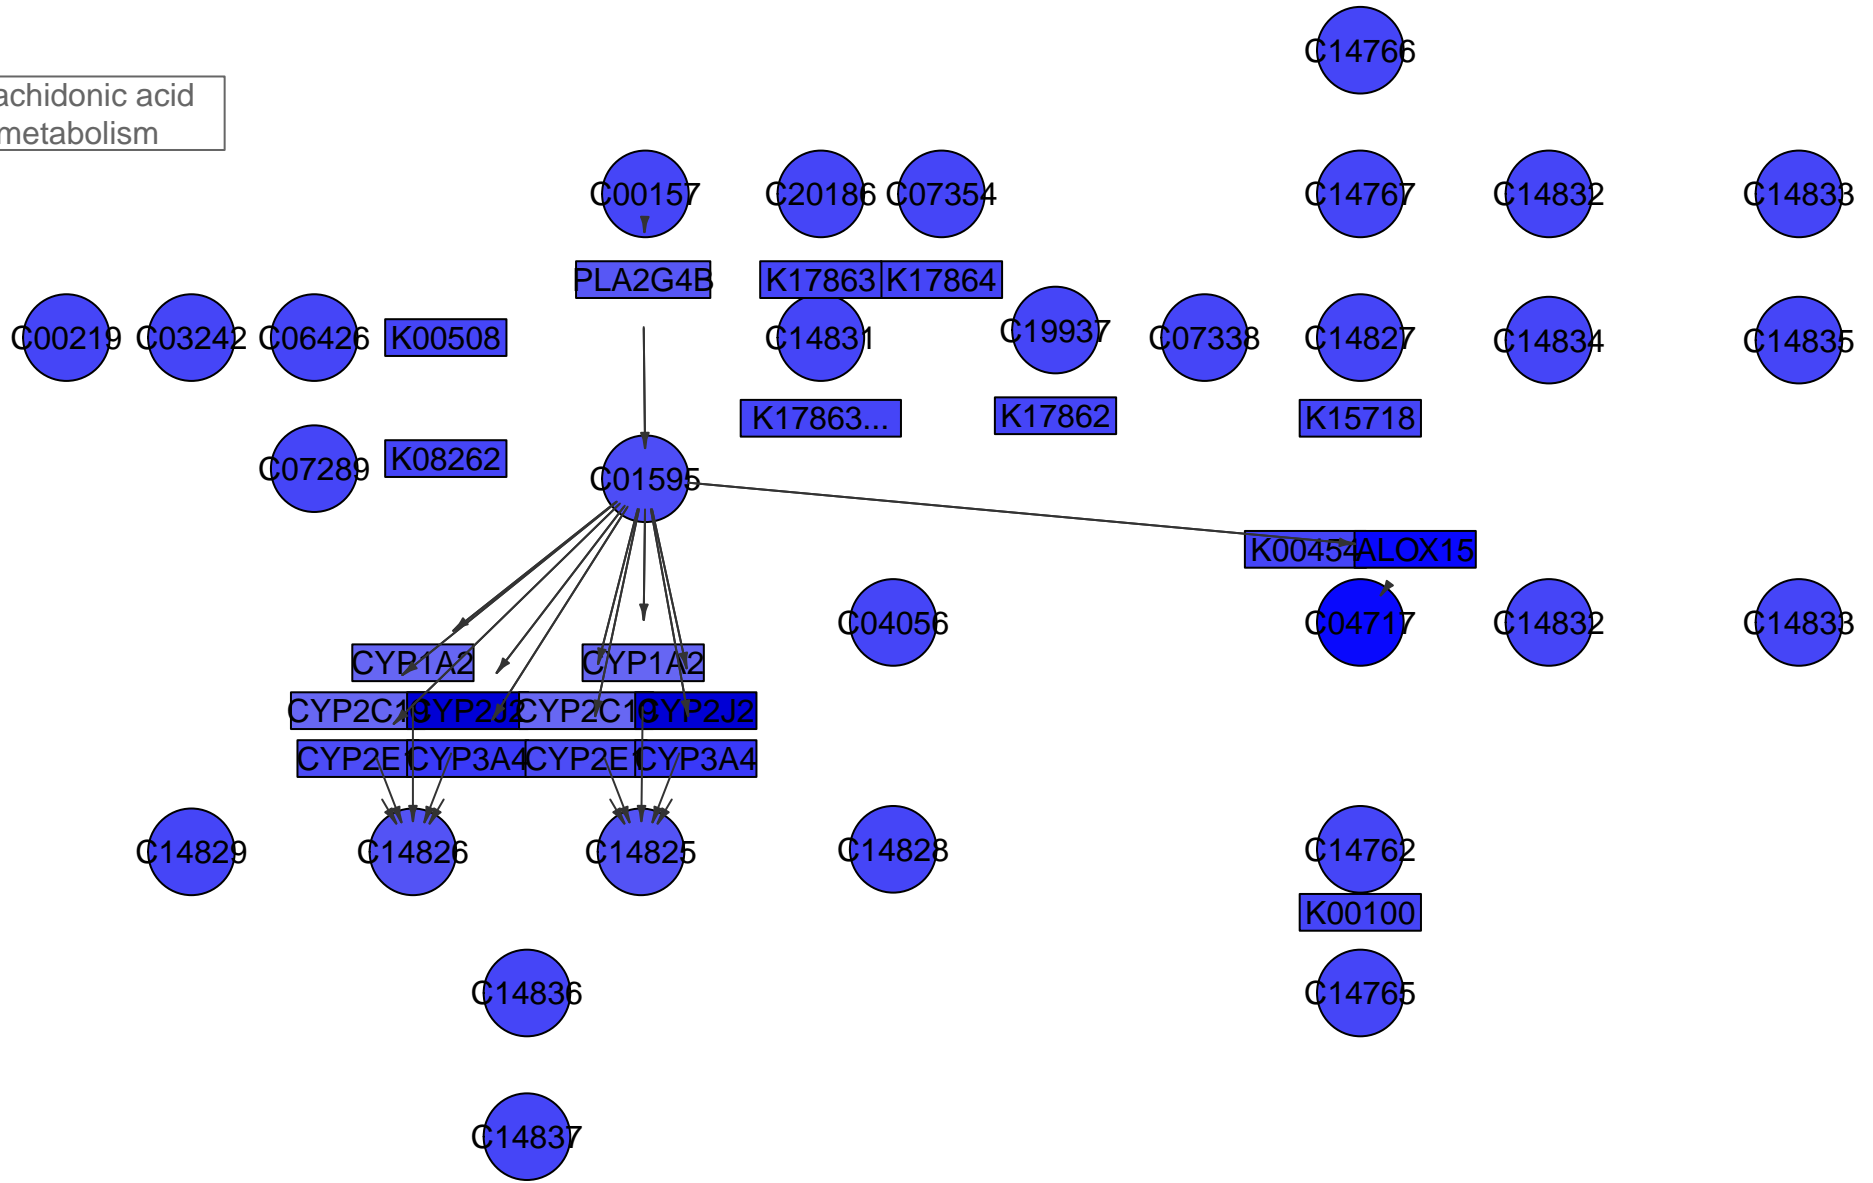 C14766
achidonic acid
metabolism
C00157
C20186
C07354
C14767
C14832
C14833
PLA2G4B
K17863
K17864
C00219
C03242
C06426
K00508
C14831
C19937
C07338
C14827
C14834
C14835
K17863...
K17862
K15718
C07289
K08262
C01595
K00454
ALOX15
C04056
C04717
C14832
C14833
CYP1A2
CYP1A2
CYP2C19
CYP2J2
CYP2C19
CYP2J2
CYP2E1
CYP3A4
CYP2E1
CYP3A4
C14829
C14826
C14825
C14828
C14762
K00100
C14836
C14765
C14837